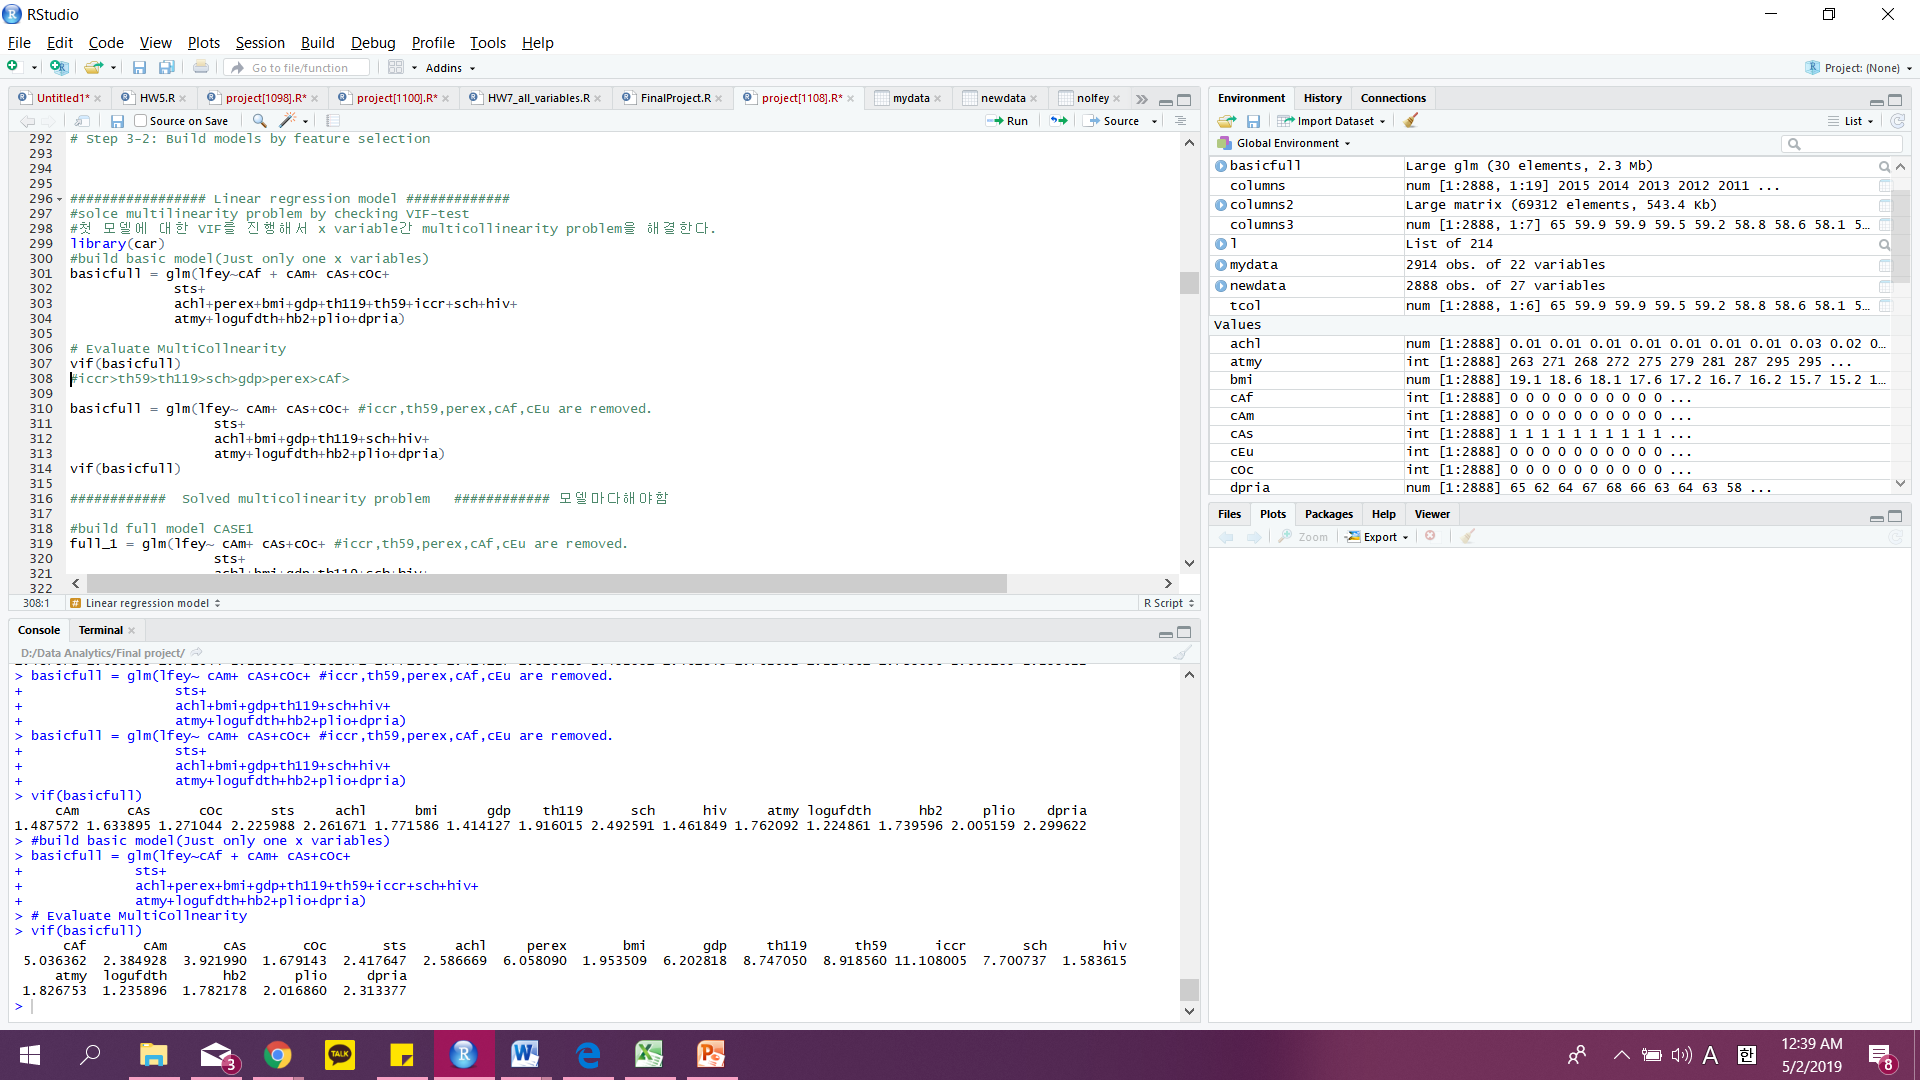 RStudio
File Edit Code View Plots Session Build Debug Profile Tools Help
Go to file/function
Addins
Project: (None)
Untitled1*
HW5.R
project[1098].R*
project[1100].R*
HW7_all_variables.R
FinalProject.R
project[1108].R*
mydata
newdata
nolfey
Source on Save
Run
Source
292 # Step 3-2: Build models by feature selection
293
294
295
296 ################# Linear regression model #############
297 #solce multilinearity problem by checking VIF-test
298 #첫 모델에 대한 VIF를 진행해서 x variable간 multicollinearity problem을 해결한다.
299 library(car)
300 #build basic model(Just only one x variables)
301 basicfull = glm(lfey~cAf + cAm+ cAs+cOc+
302 sts+
303 achl+perex+bmi+gdp+th119+th59+iccr+sch+hiv+
304 atmy+logufdth+hb2+plio+dpria)
305
306 # Evaluate MultiCollnearity
307 vif(basicfull)
308 #iccr>th59>th119>sch>gdp>perex>cAf>
309
310 basicfull = glm(lfey~ cAm+ cAs+cOc+ #iccr,th59,perex,cAf,cEu are removed.
311 sts+
312 achl+bmi+gdp+th119+sch+hiv+
313 atmy+logufdth+hb2+plio+dpria)
314 vif(basicfull)
315
316 ############ Solved multicolinearity problem ############ 모델마다해야함
317
318 #build full model CASE1
319 full_1 = glm(lfey~ cAm+ cAs+cOc+ #iccr,th59,perex,cAf,cEu are removed.
320 sts+
321 achl+bmi+gdp+th119+sch+hiv+
322
308:1 Linear regression model R Script
Console Terminal
D:/Data Analytics/Final project/
> basicfull = glm(lfey~ cAm+ cAs+cOc+ #iccr,th59,perex,cAf,cEu are removed.
+ sts+
+ achl+bmi+gdp+th119+sch+hiv+
+ atmy+logufdth+hb2+plio+dpria)
> basicfull = glm(lfey~ cAm+ cAs+cOc+ #iccr,th59,perex,cAf,cEu are removed.
+ sts+
+ achl+bmi+gdp+th119+sch+hiv+
+ atmy+logufdth+hb2+plio+dpria)
> vif(basicfull)
cAm cAs cOc sts achl bmi gdp th119 sch hiv atmy logufdth hb2 plio dpria
1.487572 1.633895 1.271044 2.225988 2.261671 1.771586 1.414127 1.916015 2.492591 1.461849 1.762092 1.224861 1.739596 2.005159 2.299622
> #build basic model(Just only one x variables)
> basicfull = glm(lfey~cAf + cAm+ cAs+cOc+
+ sts+
+ achl+perex+bmi+gdp+th119+th59+iccr+sch+hiv+
+ atmy+logufdth+hb2+plio+dpria)
> # Evaluate MultiCollnearity
> vif(basicfull)
cAf cAm cAs cOc sts achl perex bmi gdp th119 th59 iccr sch hiv
5.036362 2.384928 3.921990 1.679143 2.417647 2.586669 6.058090 1.953509 6.202818 8.747050 8.918560 11.108005 7.700737 1.583615
atmy logufdth hb2 plio dpria
1.826753 1.235896 1.782178 2.016860 2.313377
>
Environment History Connections
Import Dataset
List
Global Environment
basicfull Large glm (30 elements, 2.3 Mb)
columns num [1:2888, 1:19] 2015 2014 2013 2012 2011 ...
columns2 Large matrix (69312 elements, 543.4 Kb)
columns3 num [1:2888, 1:7] 65 59.9 59.9 59.5 59.2 58.8 58.6 58.1 5…
l List of 214
mydata 2914 obs. of 22 variables
newdata 2888 obs. of 27 variables
tcol num [1:2888, 1:6] 65 59.9 59.9 59.5 59.2 58.8 58.6 58.1 5…
Values
achl num [1:2888] 0.01 0.01 0.01 0.01 0.01 0.01 0.01 0.03 0.02 0…
atmy int [1:2888] 263 271 268 272 275 279 281 287 295 295 ...
bmi num [1:2888] 19.1 18.6 18.1 17.6 17.2 16.7 16.2 15.7 15.2 1…
cAf int [1:2888] 0 0 0 0 0 0 0 0 0 0 ...
cAm int [1:2888] 0 0 0 0 0 0 0 0 0 0 ...
cAs int [1:2888] 1 1 1 1 1 1 1 1 1 1 ...
cEu int [1:2888] 0 0 0 0 0 0 0 0 0 0 ...
cOc int [1:2888] 0 0 0 0 0 0 0 0 0 0 ...
dpria num [1:2888] 65 62 64 67 68 66 63 64 63 58 ...
Files Plots Packages Help Viewer
Zoom
Export
3
TALK
A
한
12:39 AM
5/2/2019
8